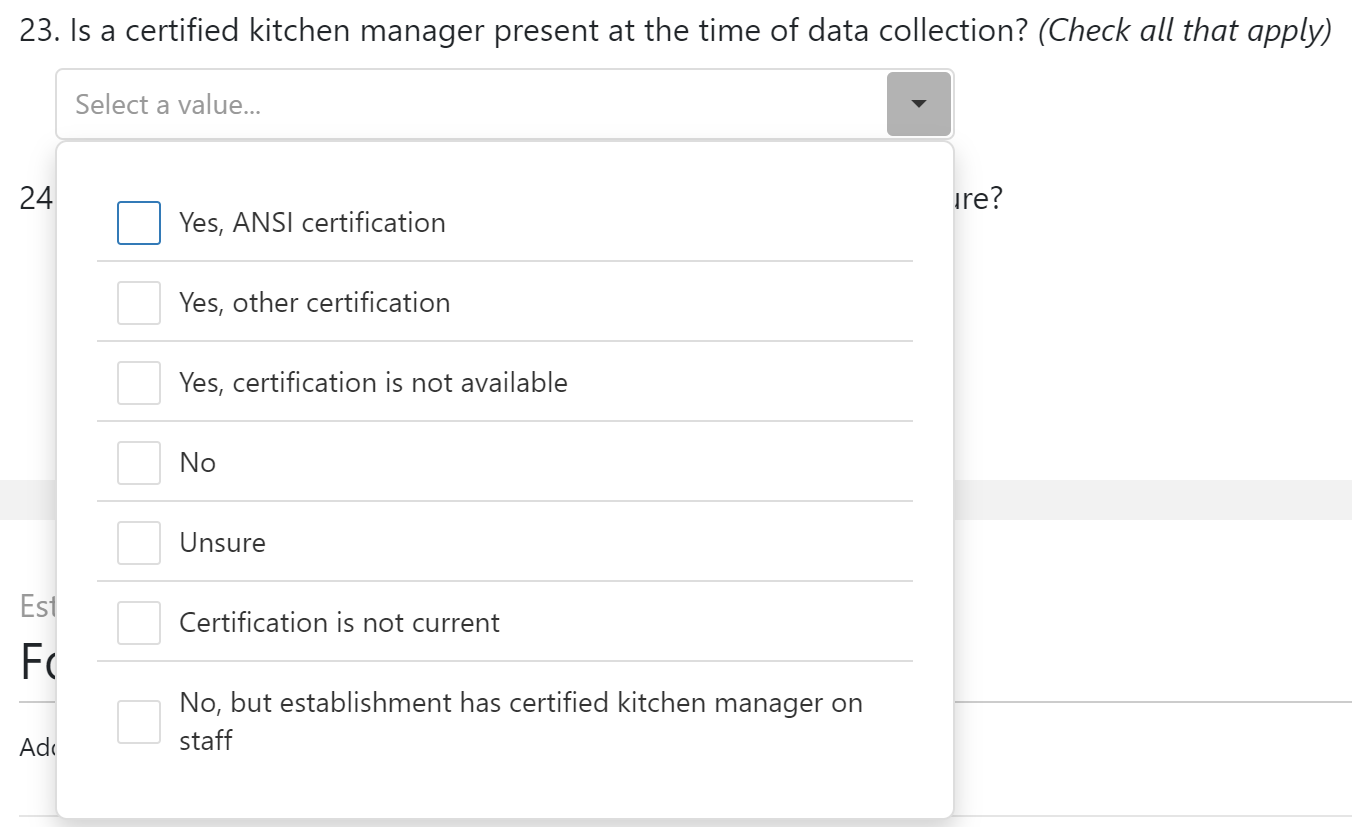 23. Is a certified kitchen manager present at the time of data collection? (Check all that apply)
Select a value...
24
Yes, ANSI certification
Yes, other certification
Yes, certification is not available
No
Unsure
Certification is not current
No, but establishment has certified kitchen manager on
staff